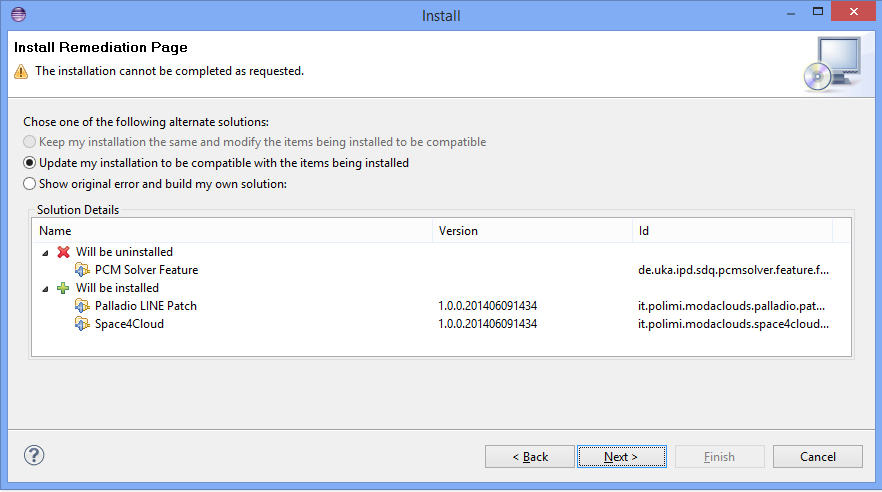 Install
Install Remediation Page
The installation cannot be completed as requested.
Chose one of the following alternate solutions:
Keep my installation the same and modify the items being installed to be compatible
Update my installation to be compatible with the items being installed
Show original error and build my own solution:
Solution Details
Name Version Id
Will be uninstalled
PCM Solver Feature de.uka.ipd.sdq.pcmsolver.feature.f...
Will be installed
Palladio LINE Patch 1.0.0.201406091434 it.polimi.modaclouds.palladio.pat...
Space4Cloud 1.0.0.201406091434 it.polimi.modaclouds.space4cloud...
? < Back Next > Finish Cancel